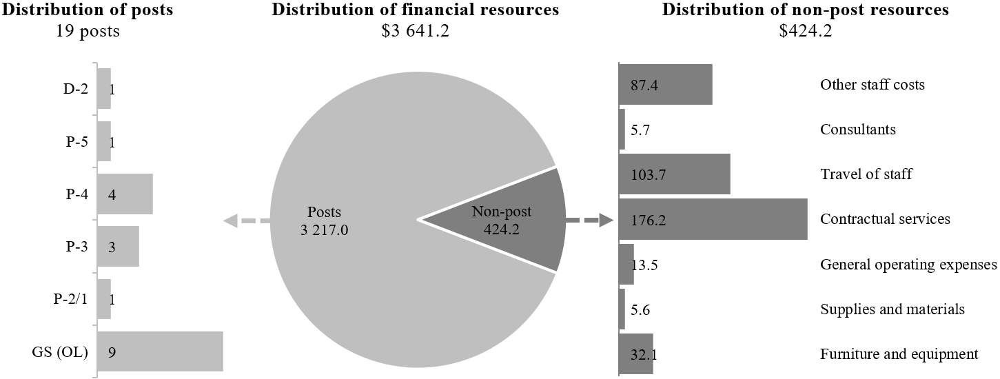 Distribution of posts
19 posts
D-2
1
P-5
1
P-4
4
P-3
3
P-2/1
1
GS (OL)
9
Distribution of financial resources
$3 641.2
Posts
3 217.0
Non-post
424.2
Distribution of non-post resources
$424.2
87.4 Other staff costs
5.7 Consultants
103.7 Travel of staff
176.2 Contractual services
13.5 General operating expenses
5.6 Supplies and materials
32.1 Furniture and equipment